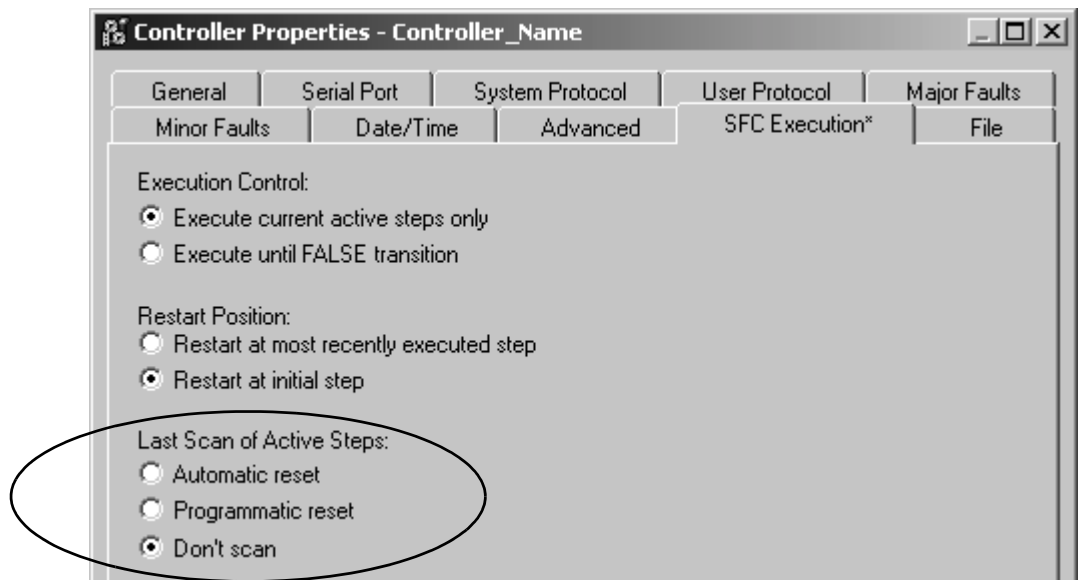 Controller Properties - Controller_Name
General Serial Port System Protocol User Protocol Major Faults
Minor Faults Date/Time Advanced SFC Execution* File
Execution Control:
Execute current active steps only
Execute until FALSE transition
Restart Position:
Restart at most recently executed step
Restart at initial step
Last Scan of Active Steps:
Automatic reset
Programmatic reset
Don't scan